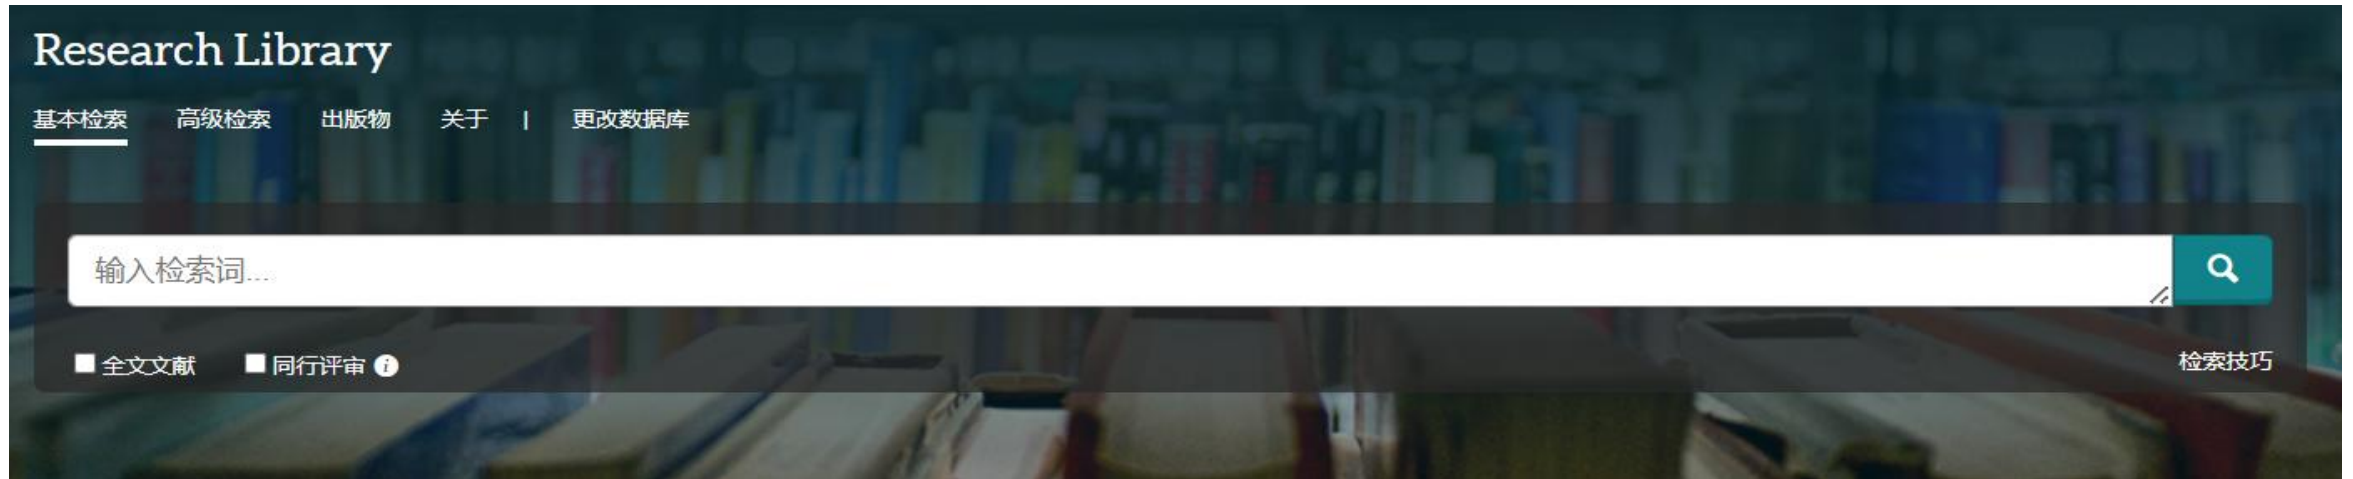 Research Library
基本检索 高级检索 出版物 关于 | 更改数据库
输入检索词...
全文文献 同行评审 i 检索技巧